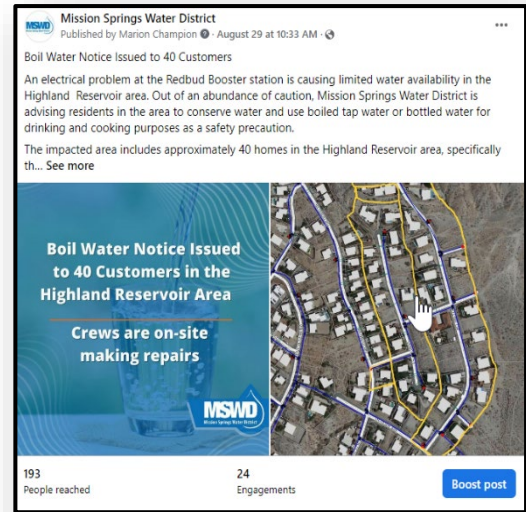 MSWD
Mission Springs Water District
Published by Marion Champion · August 29 at 10:33 AM ·
Boil Water Notice Issued to 40 Customers
An electrical problem at the Redbud Booster station is causing limited water availability in the
Highland Reservoir area. Out of an abundance of caution, Mission Springs Water District is
advising residents in the area to conserve water and use boiled tap water or bottled water for
drinking and cooking purposes as a safety precaution.
The impacted area includes approximately 40 homes in the Highland Reservoir area, specifically
th... See more
Boil Water Notice Issued
to 40 Customers in the
Highland Reservoir Area
Crews are on-site
making repairs
MSWD
Mission Springs Water District
193
People reached
24
Engagements
Boost post